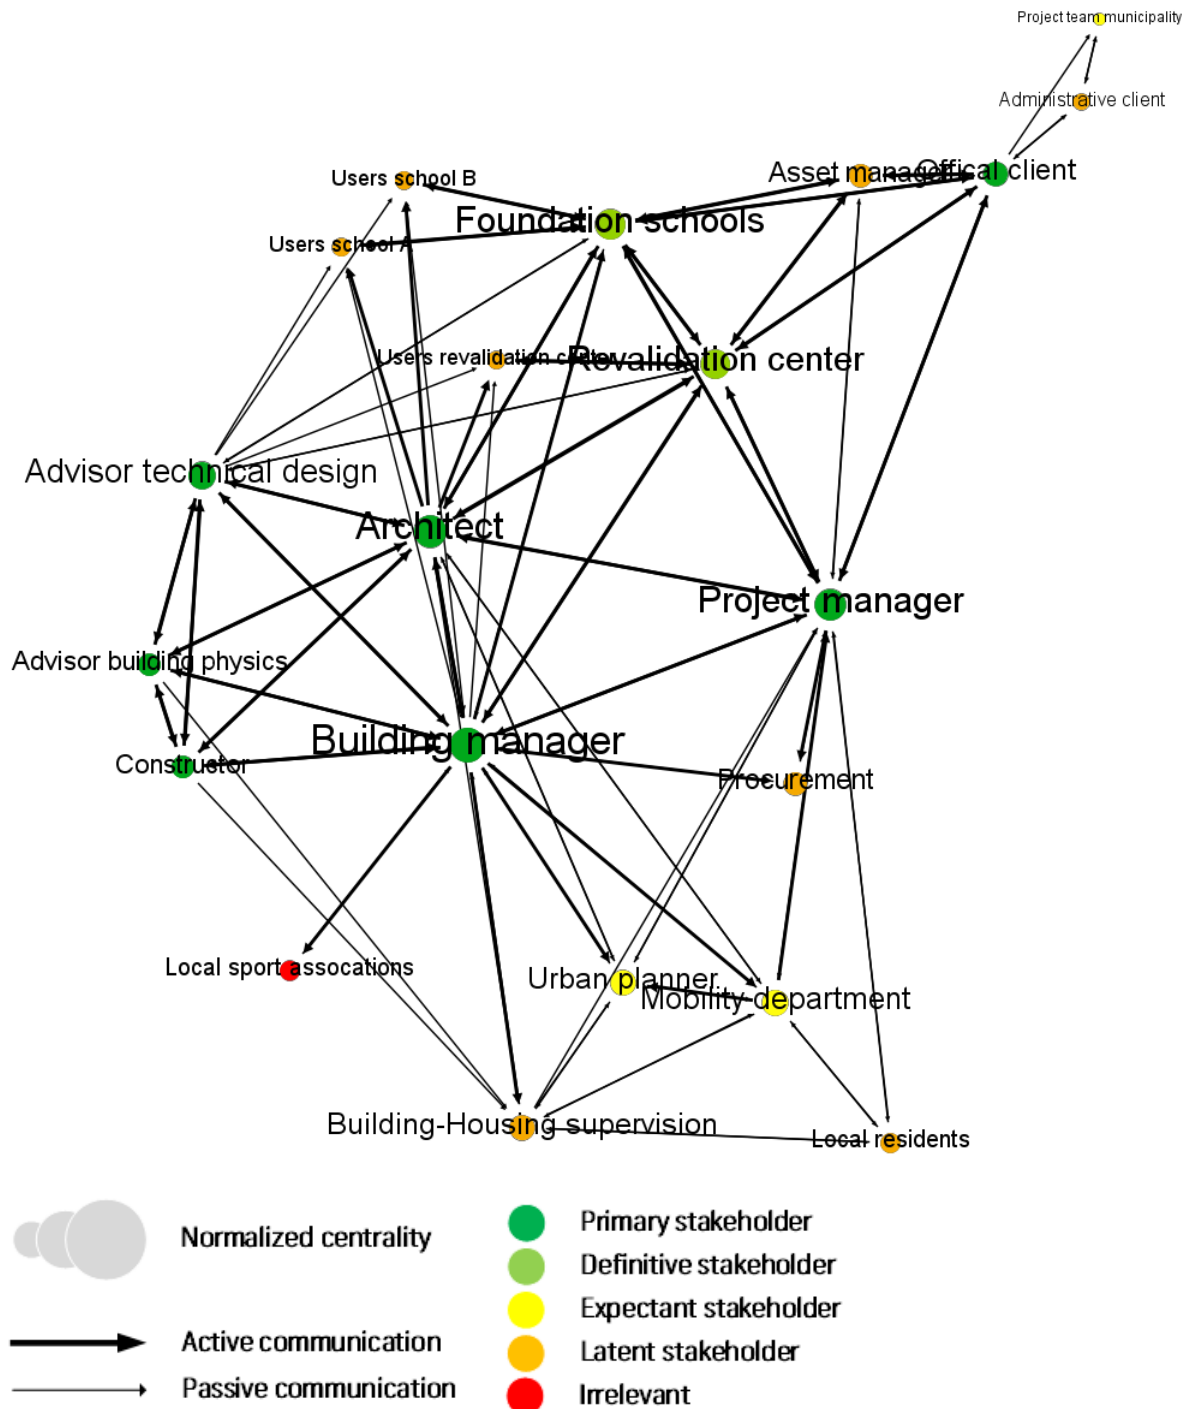 Project team municipality
Administrative client
Asset manager
Offical client
Users school B
Foundation schools
Users school A
Users revalidation center
Revalidation center
Advisor technical design
Architect
Project manager
Advisor building physics
Building manager
Constructor
Procurement
Local sport assocations
Urban planner
Mobility department
Building-Housing supervision
Local residents
Normalized centrality
Active communication
Passive communication
Primary stakeholder
Definitive stakeholder
Expectant stakeholder
Latent stakeholder
Irrelevant